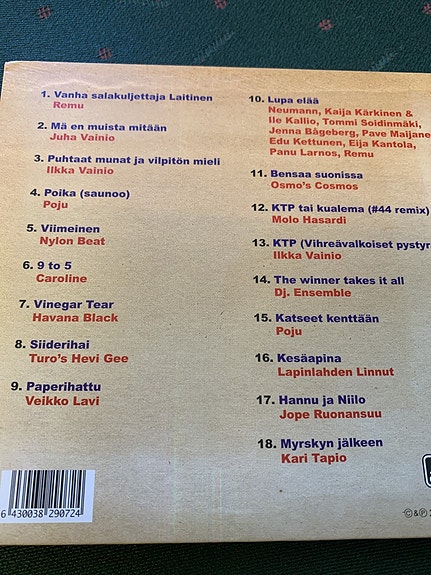 1. Vanha salakuljettaja Laitinen
Remu
2. Mä en muista mitään
Juha Vainio
3. Puhtaat munat ja vilpitön mieli
Ilkka Vainio
4. Poika (saunoo)
Poju
5. Viimeinen
Nylon Beat
6. 9 to 5
Caroline
7. Vinegar Tear
Havana Black
8. Siiderihai
Turo's Hevi Gee
9. Paperihattu
Veikko Lavi
10. Lupa elää
Neumann, Kaija Kärkinen &
Ile Kallio, Tommi Soidinmäki,
Jenna Bågeberg, Pave Maijane
Edu Kettunen, Eija Kantola,
Panu Larnos, Remu
11. Bensaa suonissa
Osmo's Cosmos
12. KTP tai kualema (#44 remix)
Molo Hasardi
13. KTP (Vihreävalkoiset pystyr
Ilkka Vainio
14. The winner takes it all
Dj. Ensemble
15. Katseet kenttään
Poju
16. Kesäapina
Lapinlahden Linnut
17. Hannu ja Niilo
Jope Ruonansuu
18. Myrskyn jälkeen
Kari Tapio
6 430038 290724
©&℗ 2